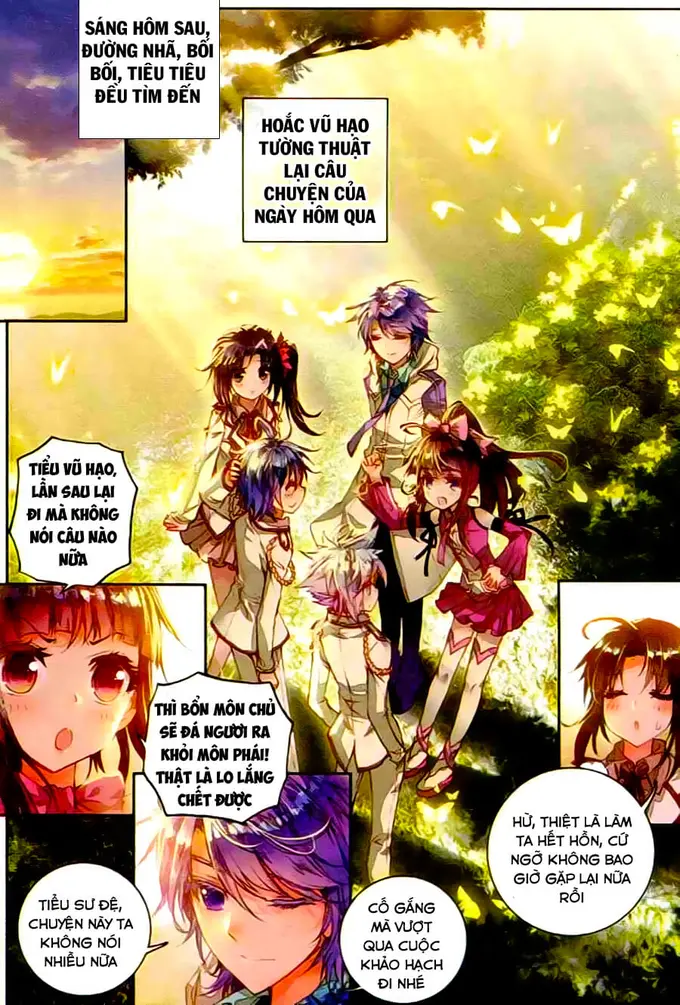 SÁNG HÔM SAU,
ĐƯỜNG NHÃ, BỐI
BỐI, TIÊU TIÊU
ĐỀU TÌM ĐẾN
HOẮC VŨ HẠO
TƯỜNG THUẬT
LẠI CÂU
CHUYỆN CỦA
NGÀY HÔM QUA
TIỂU VŨ HẠO,
LẦN SAU LẠI
ĐI MÀ KHÔNG
NÓI CÂU NÀO
NỮA
THÌ BỔN MÔN CHỦ
SẼ ĐÁ NGƯƠI RA
KHỎI MÔN PHÁI!
THẬT LÀ LO LẮNG
CHẾT ĐƯỢC
HỪ, THIỆT LÀ LÀM
TA HẾT HỒN, CỨ
NGỠ KHÔNG BAO
GIỜ GẶP LẠI NỮA
RỒI
TIỂU SƯ ĐỆ,
CHUYỆN NÀY TA
KHÔNG NÓI
NHIỀU NỮA
CỐ GẮNG
MÀ VƯỢT
QUA CUỘC
KHẢO HẠCH
ĐI NHÉ